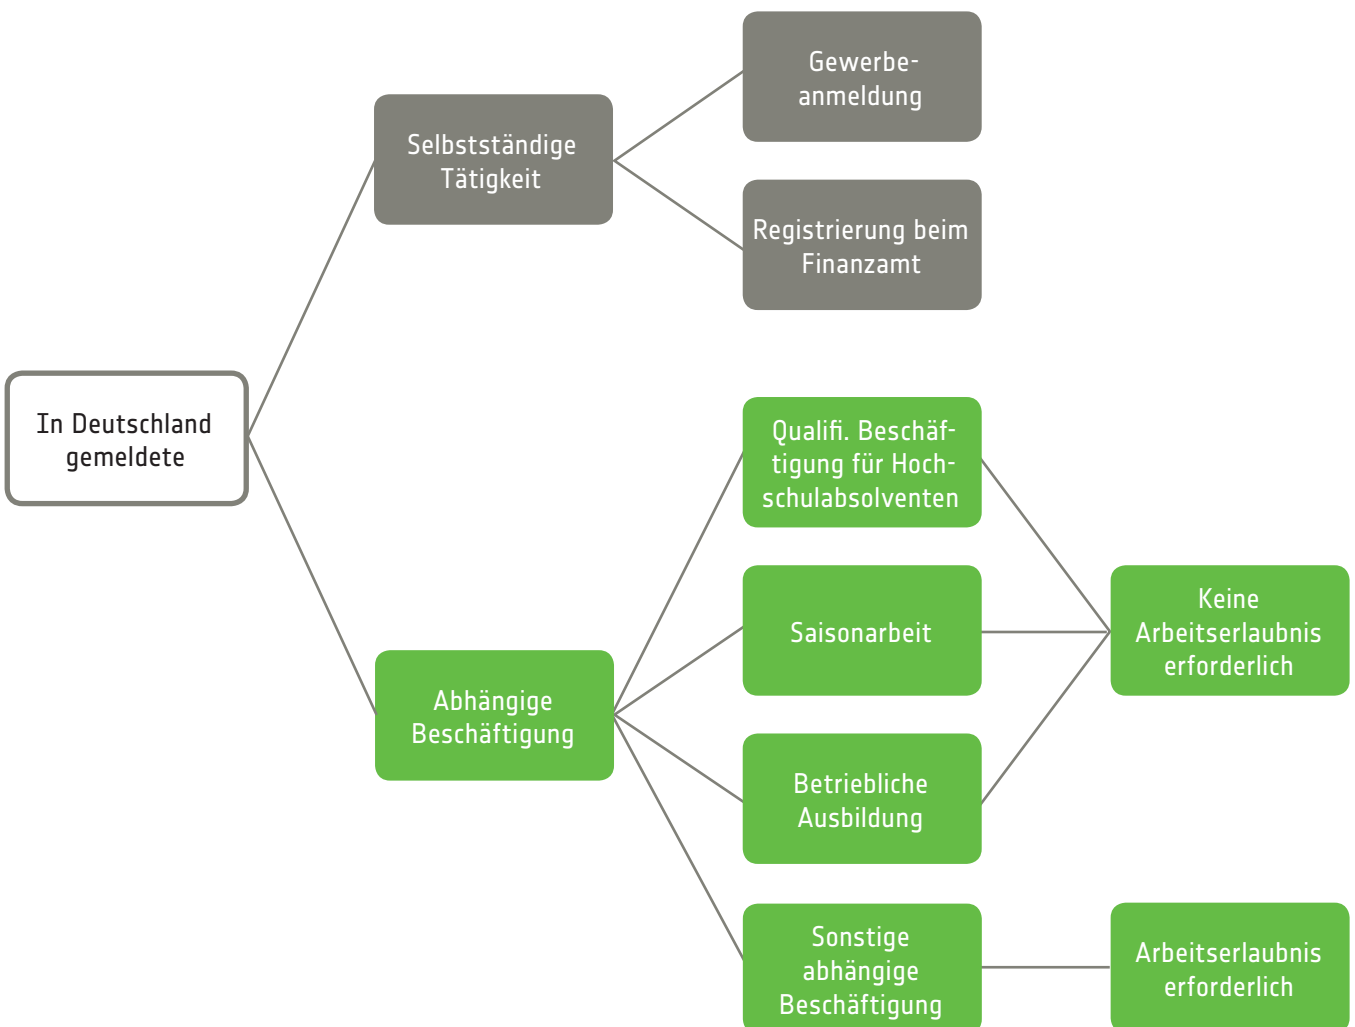 Gewerbe-
anmeldung
Selbstständige
Tätigkeit
Registrierung beim
Finanzamt
In Deutschland
gemeldete
Qualifi. Beschäf-
tigung für Hoch-
schulabsolventen
Saisonarbeit
Keine
Arbeitserlaubnis
erforderlich
Abhängige
Beschäftigung
Betriebliche
Ausbildung
Sonstige
abhängige
Beschäftigung
Arbeitserlaubnis
erforderlich